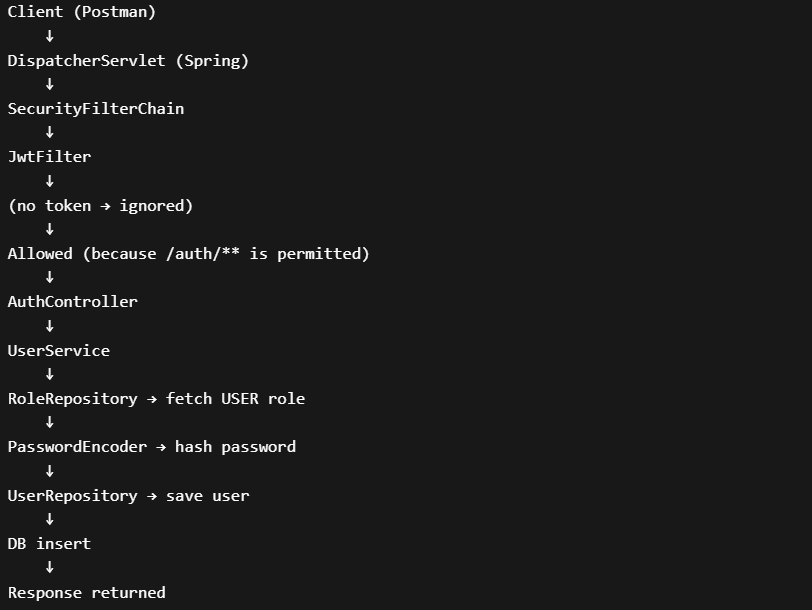 Client (Postman)
↓
DispatcherServlet (Spring)
↓
SecurityFilterChain
↓
JwtFilter
↓
(no token → ignored)
↓
Allowed (because /auth/** is permitted)
↓
AuthController
↓
UserService
↓
RoleRepository → fetch USER role
↓
PasswordEncoder → hash password
↓
UserRepository → save user
↓
DB insert
↓
Response returned